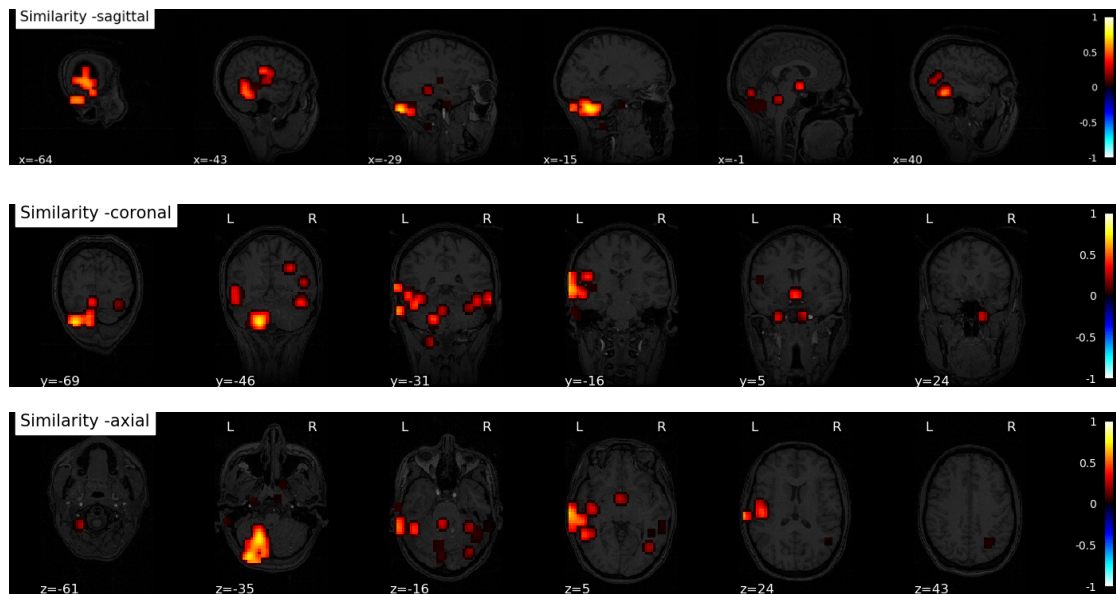 Similarity -sagittal
x=-64 x=-43 x=-29 x=-15 x=-1 x=40
1
0.5
0
-0.5
-1
Similarity -coronal
L R L R L R L R L R
y=-69 y=-46 y=-31 y=-16 y=5 y=24
1
0.5
0
-0.5
-1
Similarity -axial
L R L R L R L R L R
z=-61 z=-35 z=-16 z=5 z=24 z=43
1
0.5
0
-0.5
-1